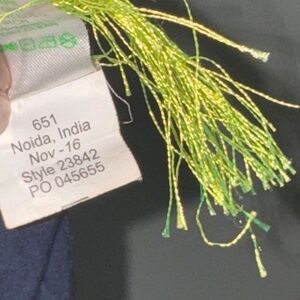 651
Noida, India
Nov - 16
Style 23842
PO 045655